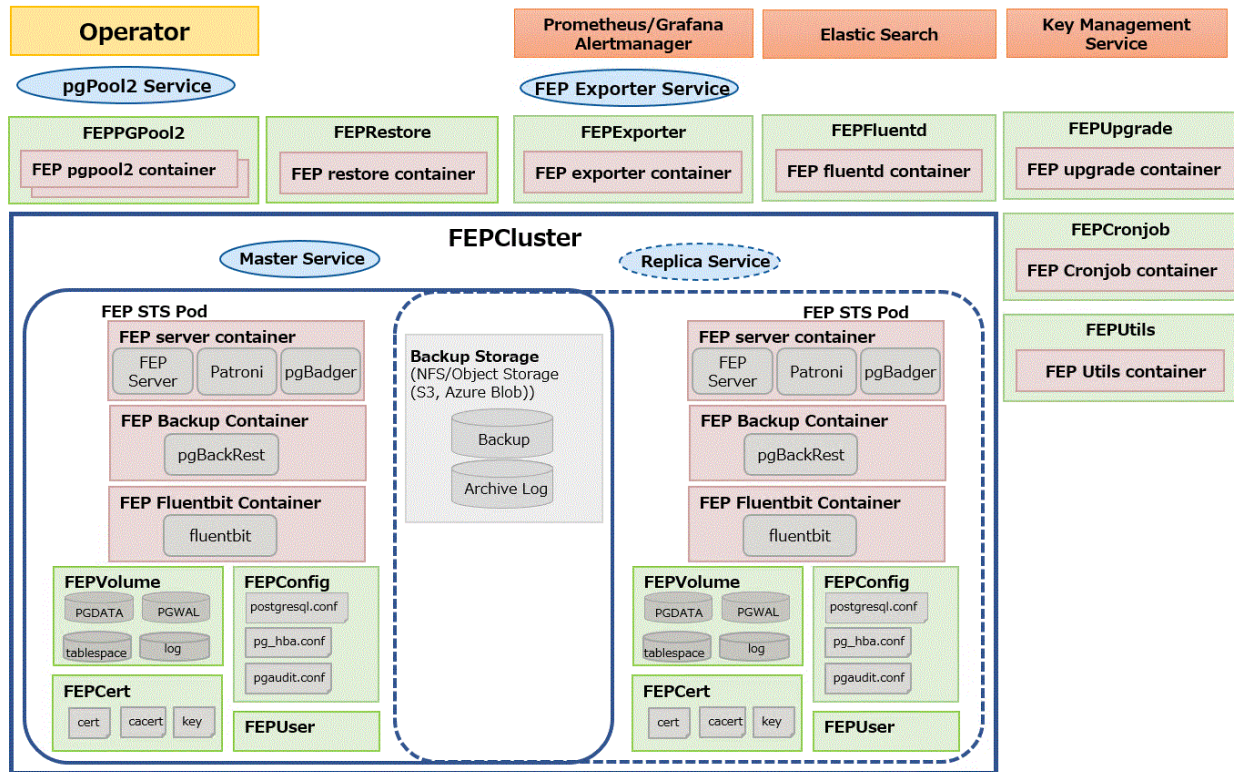 Operator
Prometheus/Grafana
Alertmanager
Elastic Search
Key Management
Service
pgPool2 Service
FEP Exporter Service
FEPPGPool2
FEP pgpool2 container
FEPRestore
FEP restore container
FEPExporter
FEP exporter container
FEPFluentd
FEP fluentd container
FEPUpgrade
FEP upgrade container
FEPCronjob
FEP Cronjob container
FEPUtils
FEP Utils container
FEPCluster
Master Service
Replica Service
FEP STS Pod
FEP server container
FEP
Server
Patroni
pgBadger
FEP Backup Container
pgBackRest
FEP Fluentbit Container
fluentbit
FEPVolume
PGDATA
PGWAL
tablespace
log
FEPConfig
postgresql.conf
pg_hba.conf
pgaudit.conf
FEPCert
cert
cacert
key
FEPUser
Backup Storage
(NFS/Object Storage
(S3, Azure Blob))
Backup
Archive Log
FEP STS Pod
FEP server container
FEP
Server
Patroni
pgBadger
FEP Backup Container
pgBackRest
FEP Fluentbit Container
fluentbit
FEPVolume
PGDATA
PGWAL
tablespace
log
FEPConfig
postgresql.conf
pg_hba.conf
pgaudit.conf
FEPCert
cert
cacert
key
FEPUser